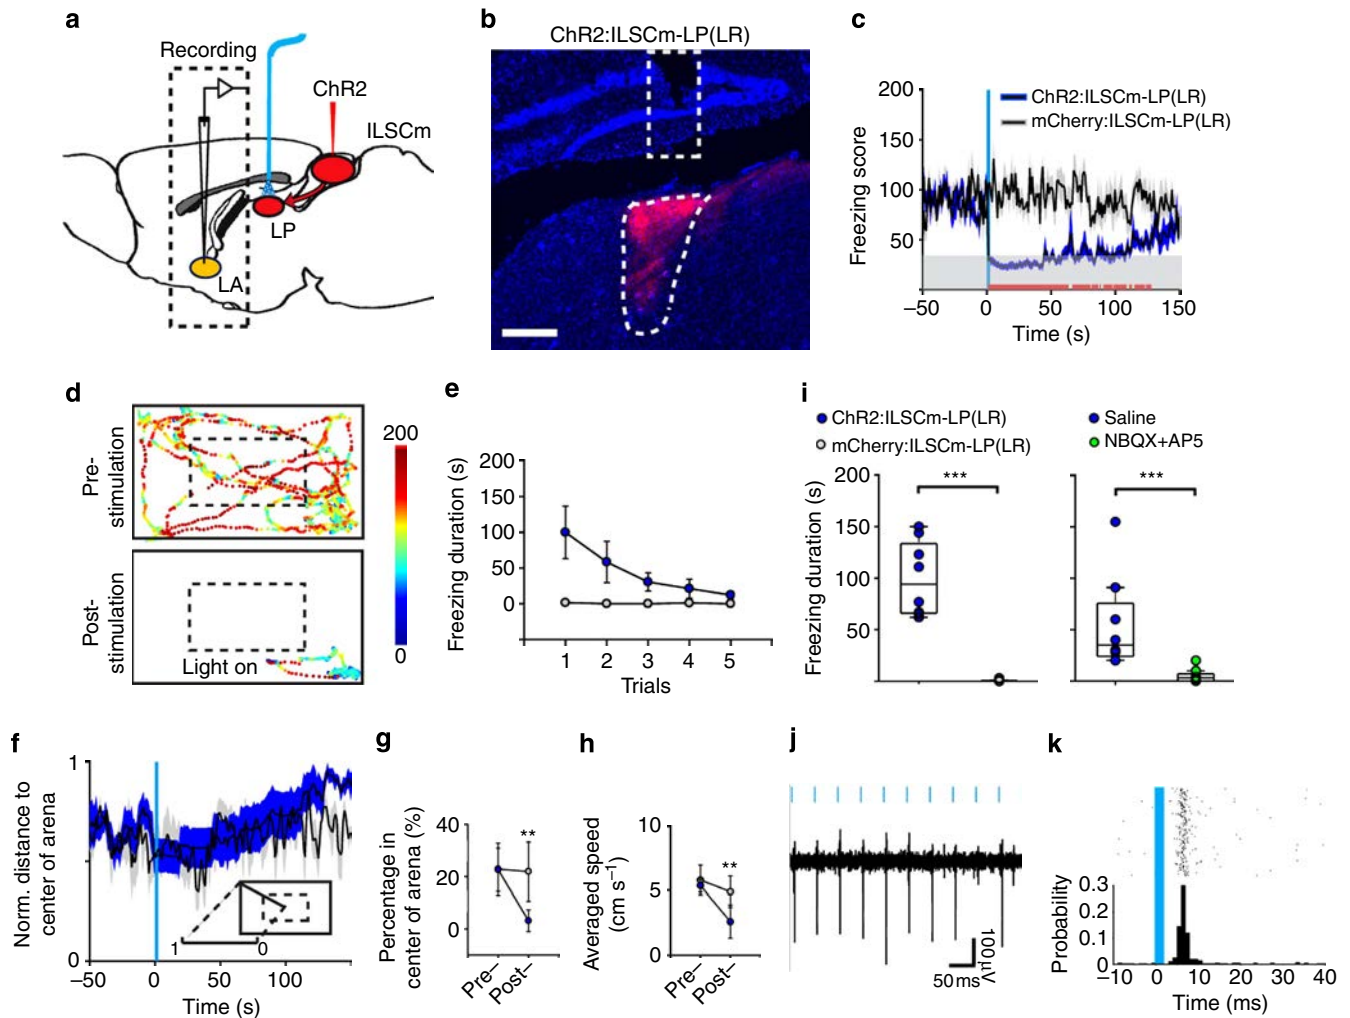 a
Recording
ChR2
ILSCm
LP
LA
b
ChR2:ILSCm-LP(LR)
c
ChR2:ILSCm-LP(LR)
mCherry:ILSCm-LP(LR)
Freezing score
200
150
100
50
−50 0 50 100 150
Time (s)
d
Pre-
stimulation
Post-
stimulation
Light on
200
0
e
Freezing duration (s)
200
150
100
50
0
1 2 3 4 5
Trials
i
ChR2:ILSCm-LP(LR)
mCherry:ILSCm-LP(LR)
Saline
NBQX+AP5
Freezing duration (s)
200
150
100
50
***
***
f
Norm. distance to
center of arena
1
0
1 0
−50 0 50 100
Time (s)
g
Percentage in
center of arena (%)
40
20
0
**
Pre−
Post−
h
Averaged speed
(cm s−1)
10
5
0
**
Pre−
Post−
j
100 µV
50 ms
k
Probability
0.3
0.2
0.1
0
−10 0 10 20 30 40
Time (ms)